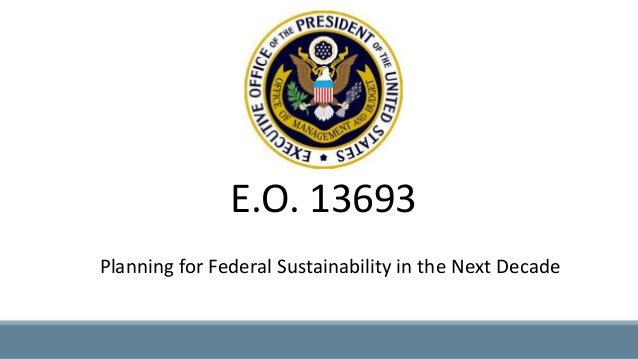 EXECUTIVE OFFICE OF THE PRESIDENT OF THE UNITED STATES
OFFICE OF MANAGEMENT AND BUDGET
E.O. 13693
Planning for Federal Sustainability in the Next Decade